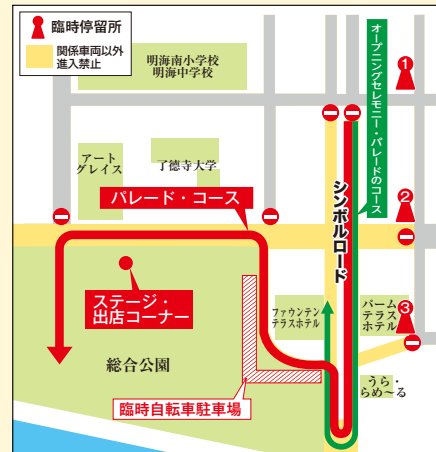 臨時停留所
関係車両以外
進入禁止
明海南小学校
明海中学校
オープニングセレモニー・パレードのコース
1
アート
グレイス
了徳寺大学
シンボルロード
2
パレード・コース
ステージ・
出店コーナー
ファウンテン
テラスホテル
パーム
テラス
ホテル
3
総合公園
うら・
らめ〜る
臨時自転車駐車場